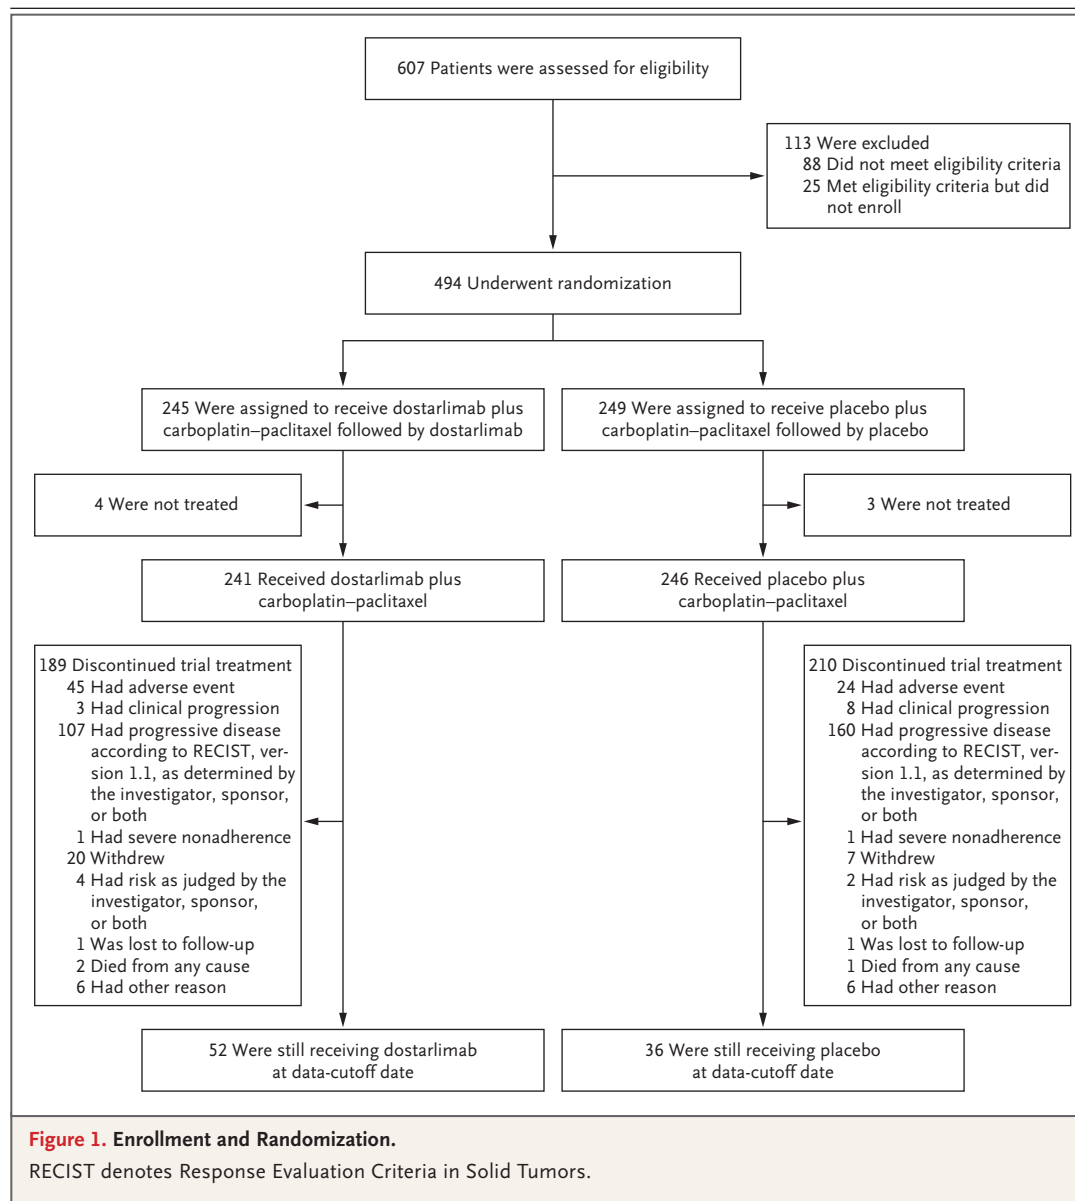 607 Patients were assessed for eligibility
113 Were excluded
88 Did not meet eligibility criteria
25 Met eligibility criteria but did
not enroll
494 Underwent randomization
245 Were assigned to receive dostarlimab plus
carboplatin–paclitaxel followed by dostarlimab
249 Were assigned to receive placebo plus
carboplatin–paclitaxel followed by placebo
4 Were not treated
3 Were not treated
241 Received dostarlimab plus
carboplatin–paclitaxel
246 Received placebo plus
carboplatin–paclitaxel
189 Discontinued trial treatment
45 Had adverse event
3 Had clinical progression
107 Had progressive disease
according to RECIST, ver-
sion 1.1, as determined by
the investigator, sponsor,
or both
1 Had severe nonadherence
20 Withdrew
4 Had risk as judged by the
investigator, sponsor,
or both
1 Was lost to follow-up
2 Died from any cause
6 Had other reason
210 Discontinued trial treatment
24 Had adverse event
8 Had clinical progression
160 Had progressive disease
according to RECIST, ver-
sion 1.1, as determined by
the investigator, sponsor,
or both
1 Had severe nonadherence
7 Withdrew
2 Had risk as judged by the
investigator, sponsor,
or both
1 Was lost to follow-up
1 Died from any cause
6 Had other reason
52 Were still receiving dostarlimab
at data-cutoff date
36 Were still receiving placebo
at data-cutoff date
Figure 1. Enrollment and Randomization.
RECIST denotes Response Evaluation Criteria in Solid Tumors.